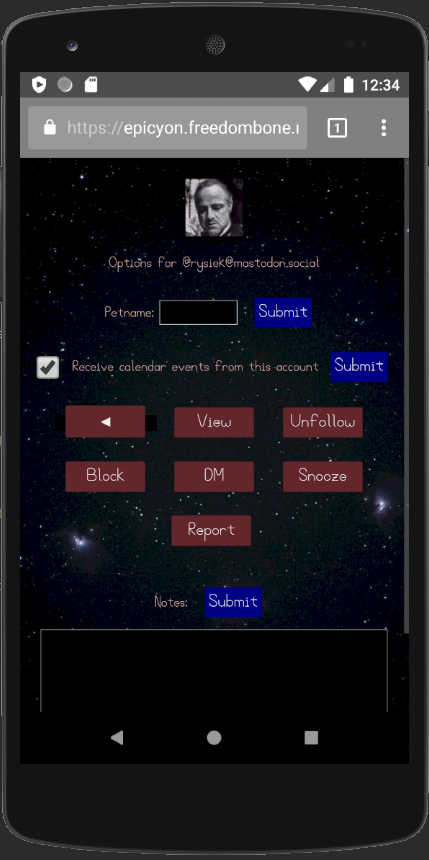 12:34
https://epicyon.freedombone.
1
Options for @rysiek@mastodon.social
Petname: Submit
Receive calendar events from this account Submit
◄ View Unfollow
Block DM Snooze
Report
Notes: Submit